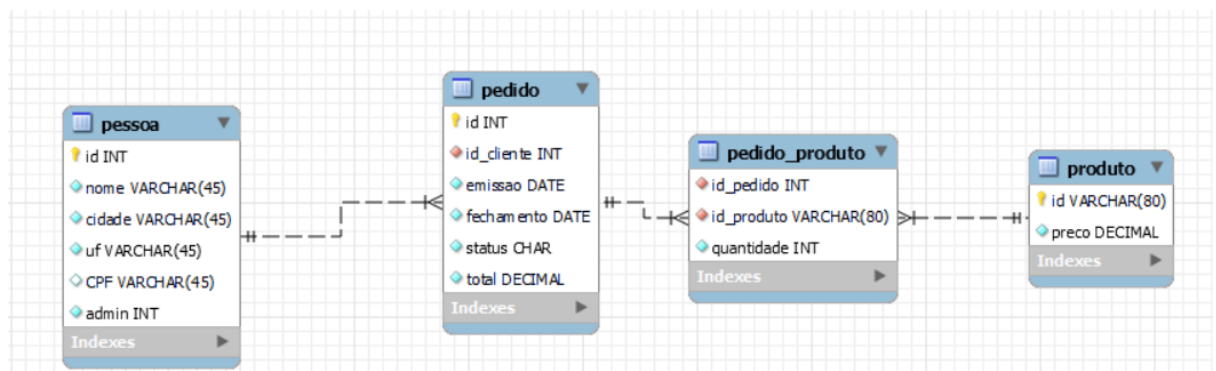 pessoa
id INT
nome VARCHAR(45)
cidade VARCHAR(45)
uf VARCHAR(45)
CPF VARCHAR(45)
admin INT
Indexes
pedido
id INT
id_cliente INT
emissao DATE
fechamento DATE
status CHAR
total DECIMAL
Indexes
pedido_produto
id_pedido INT
id_produto VARCHAR(80)
quantidade INT
Indexes
produto
id VARCHAR(80)
preco DECIMAL
Indexes